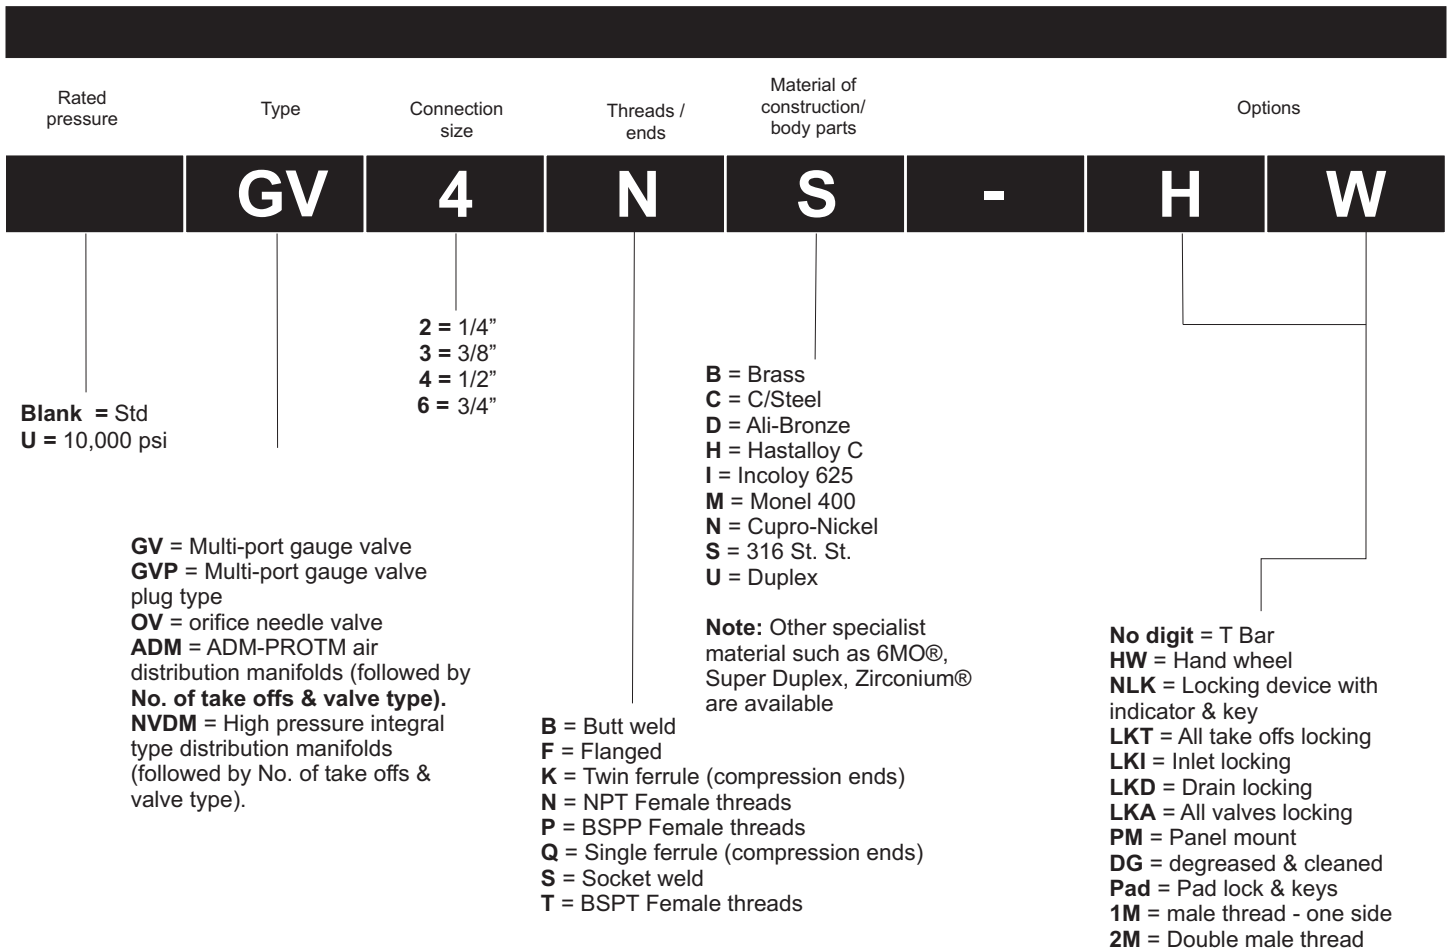 Rated
pressure
Type
Connection
size
Threads /
ends
Material of
construction/
body parts
Options
GV 4 N S - H W
Blank = Std
U = 10,000 psi
GV = Multi-port gauge valve
GVP = Multi-port gauge valve
plug type
OV = orifice needle valve
ADM = ADM-PROTM air
distribution manifolds (followed by
No. of take offs & valve type).
NVDM = High pressure integral
type distribution manifolds
(followed by No. of take offs &
valve type).
2 = 1/4”
3 = 3/8”
4 = 1/2”
6 = 3/4”
B = Butt weld
F = Flanged
K = Twin ferrule (compression ends)
N = NPT Female threads
P = BSPP Female threads
Q = Single ferrule (compression ends)
S = Socket weld
T = BSPT Female threads
B = Brass
C = C/Steel
D = Ali-Bronze
H = Hastalloy C
I = Incoloy 625
M = Monel 400
N = Cupro-Nickel
S = 316 St. St.
U = Duplex
Note: Other specialist
material such as 6MO®,
Super Duplex, Zirconium®
are available
No digit = T Bar
HW = Hand wheel
NLK = Locking device with
indicator & key
LKT = All take offs locking
LKI = Inlet locking
LKD = Drain locking
LKA = All valves locking
PM = Panel mount
DG = degreased & cleaned
Pad = Pad lock & keys
1M = male thread - one side
2M = Double male thread